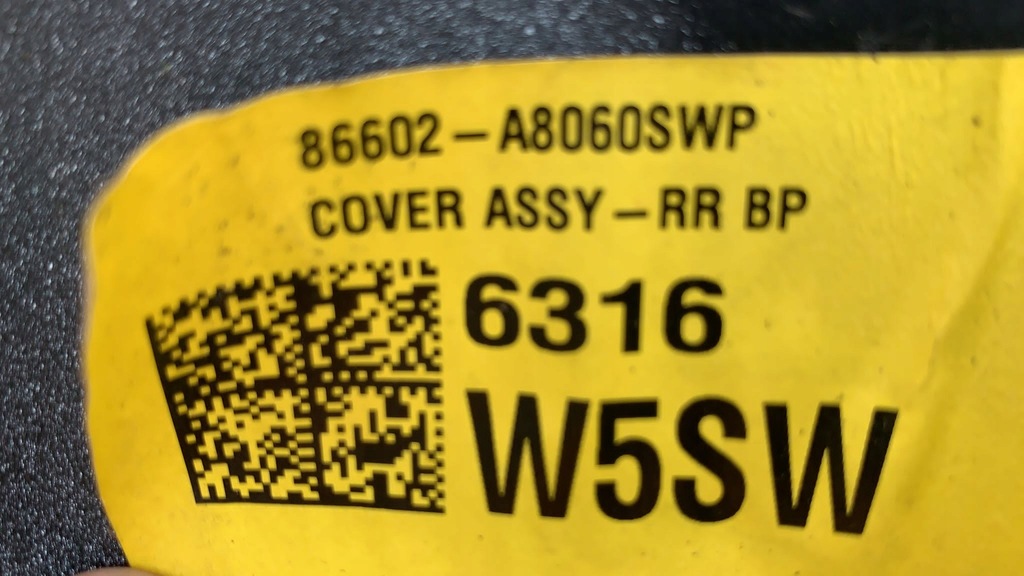 86602-A8060SWP
COVER ASSY-RR BP
6316
W5SW